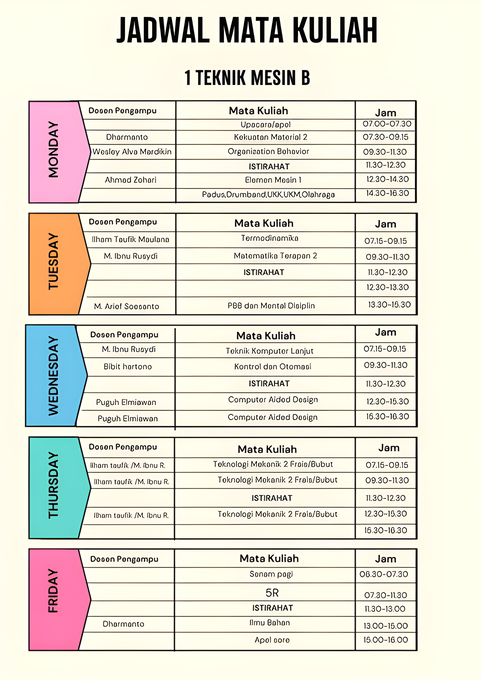 JADWAL MATA KULIAH
1 TEKNIK MESIN B
MONDAY
Dosen Pengampu Mata Kuliah Jam
Upacara/apel 07.00-07.30
Dharmanto Kekuatan Material 2 07.30-09.15
Wesley Alva Mardikin Organization Behavior 09.30-11.30
ISTIRAHAT 11.30-12.30
Ahmad Zohari Elemen Mesin 1 12.30-14.30
Padus,Drumband,UKK,UKM,Olahraga 14.30-16.30
TUESDAY
Dosen Pengampu Mata Kuliah Jam
Ilham Taufik Maulana Termodinamika 07.15-09.15
M. Ibnu Rusydi Matematika Terapan 2 09.30-11.30
ISTIRAHAT 11.30-12.30
12.30-13.30
M. Arief Soesanto PBB dan Mental Disiplin 13.30-15.30
WEDNESDAY
Dosen Pengampu Mata Kuliah Jam
M. Ibnu Rusydi Teknik Komputer Lanjut 07.15-09.15
Bibit hartono Kontrol dan Otomasi 09.30-11.30
ISTIRAHAT 11.30-12.30
Puguh Elmiawan Computer Aided Design 12.30-15.30
Puguh Elmiawan Computer Aided Design 15.30-16.30
THURSDAY
Dosen Pengampu Mata Kuliah Jam
Ilham taufik /M. Ibnu R. Teknologi Mekanik 2 Frais/Bubut 07.15-09.15
Ilham taufik /M. Ibnu R. Teknologi Mekanik 2 Frais/Bubut 09.30-11.30
ISTIRAHAT 11.30-12.30
Ilham taufik /M. Ibnu R. Teknologi Mekanik 2 Frais/Bubut 12.30-15.30
15.30-16.30
FRIDAY
Dosen Pengampu Mata Kuliah Jam
Senam pagi 06.30-07.30
5R 07.30-11.30
ISTIRAHAT 11.30-13.00
Dharmanto Ilmu Bahan 13.00-15.00
Apel sore 15.00-16.00